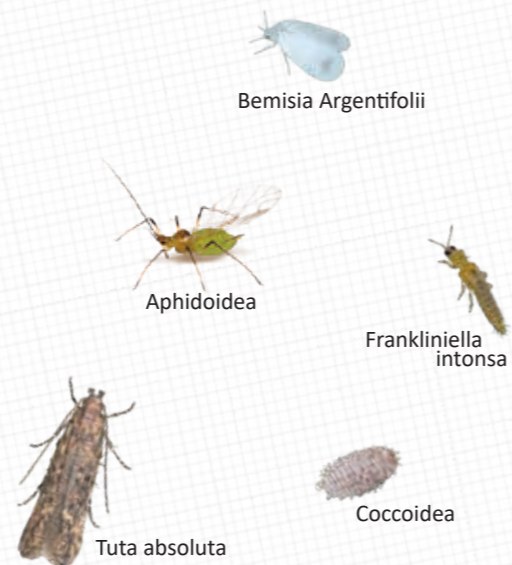 Bemisia Argentifolii
Aphidoidea
Frankliniella
intonsa
Coccoidea
Tuta absoluta